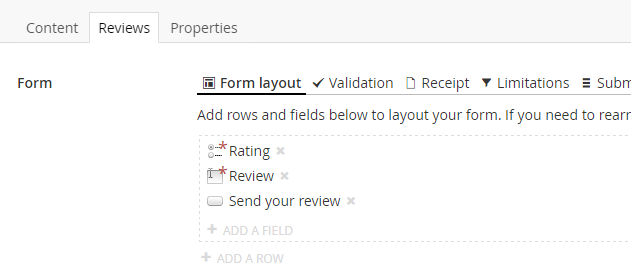 Content Reviews Properties
Form
Form layout Validation Receipt Limitations Subm
Add rows and fields below to layout your form. If you need to rearr
Rating
Review
Send your review
ADD A FIELD
ADD A ROW